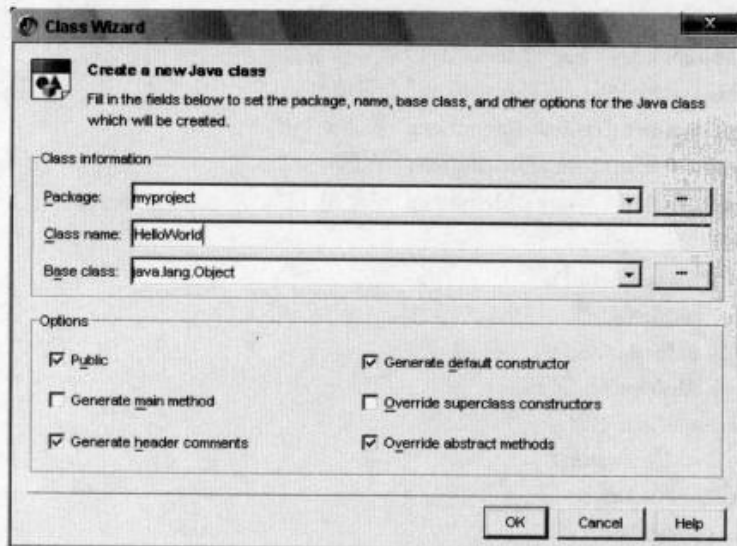 Class Wizard
Create a new Java class
Fill in the fields below to set the package, name, base class, and other options for the Java class
which will be created.
Class information
Package: myproject
Class name: HelloWorld
Base class: java.lang.Object
Options
Public
Generate default constructor
Generate main method
Override superclass constructors
Generate header comments
Override abstract methods
OK Cancel Help